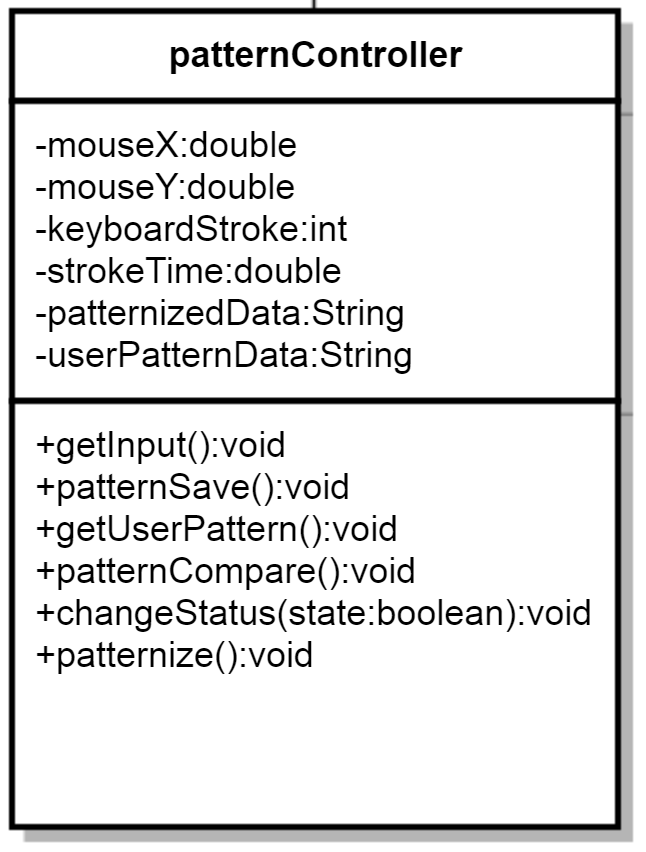 patternController
-mouseX:double
-mouseY:double
-keyboardStroke:int
-strokeTime:double
-patternizedData:String
-userPatternData:String
+getInput():void
+patternSave():void
+getUserPattern():void
+patternCompare():void
+changeStatus(state:boolean):void
+patternize():void